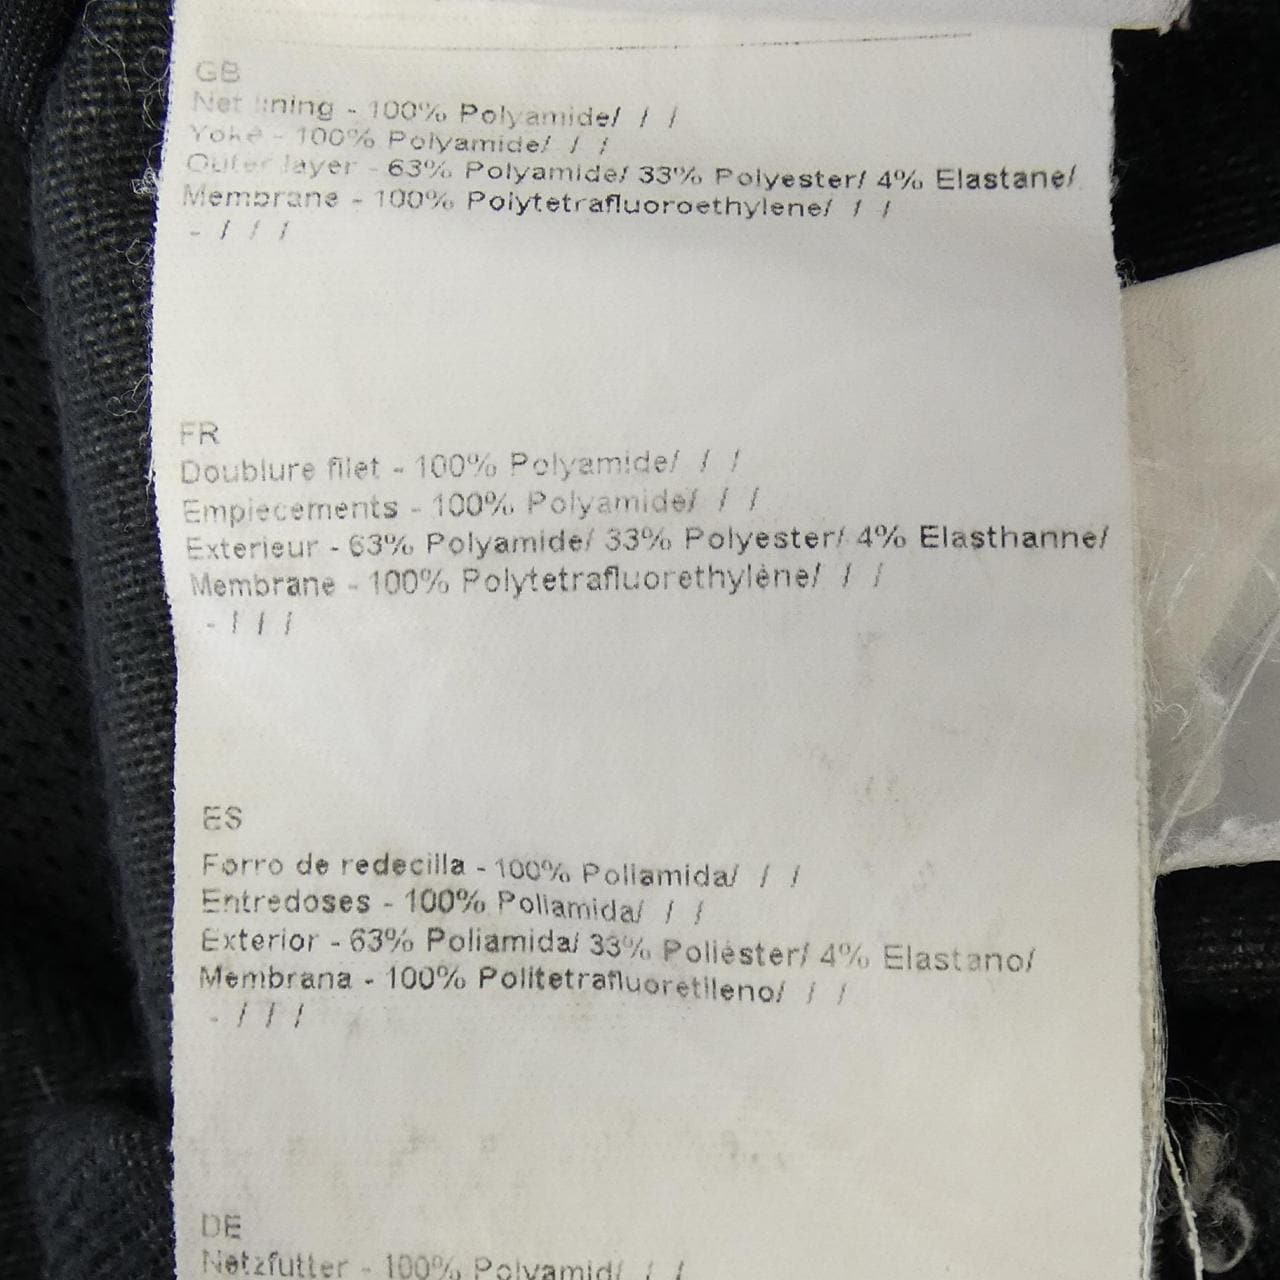 GB
Net lining - 100% Polyamide/ / /
Yoke - 100% Polyamide/ / /
Outer layer - 63% Polyamide/ 33% Polyester/ 4% Elastane/
Membrane - 100% Polytetrafluoroethylene/ / /
- / / /
FR
Doublure filet - 100% Polyamide/ / /
Empiecements - 100% Polyamide/ / /
Exterieur - 63% Polyamide/ 33% Polyester/ 4% Elasthanne/
Membrane - 100% Polytetrafluorethylène/ / /
- / / /
ES
Forro de redecilla - 100% Poliamida/ / /
Entredoses - 100% Poliamida/ / /
Exterior - 63% Poliamida/ 33% Poliéster/ 4% Elastano/
Membrana - 100% Politetrafluoretileno/ / /
- / / /
DE
Netzfutter - 100% Polyamid/ / /